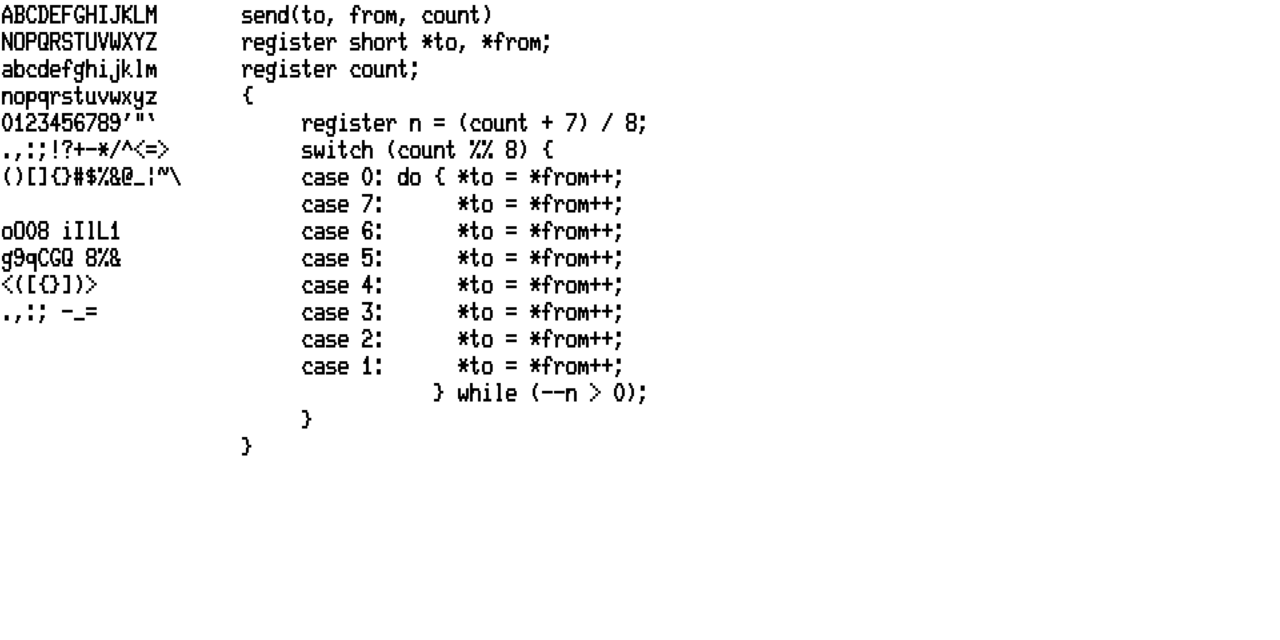 ABCDEFGHIJKLM
NOPQRSTUVWXYZ
abcdefghijklm
nopqrstuvwxyz
0123456789'"`
.,:;!?+-*/^<=>
()[]{}#$%&@_¦~\
oO08 iIlL1
g9qCGQ 8%&
<([{}])>
.,:; -_=
send(to, from, count)
register short *to, *from;
register count;
{
     register n = (count + 7) / 8;
     switch (count %% 8) {
     case 0: do { *to = *from++;
     case 7:      *to = *from++;
     case 6:      *to = *from++;
     case 5:      *to = *from++;
     case 4:      *to = *from++;
     case 3:      *to = *from++;
     case 2:      *to = *from++;
     case 1:      *to = *from++;
                } while (--n > 0);
     }
}